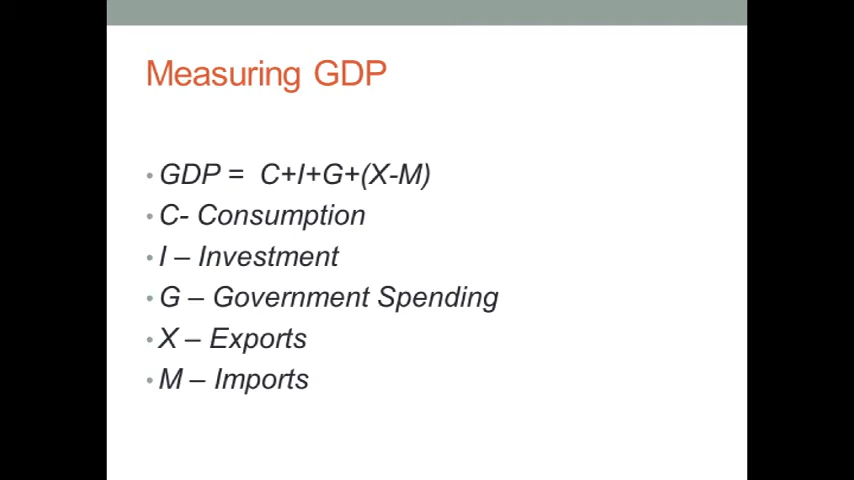 Measuring GDP
• GDP = C+I+G+(X-M)
• C- Consumption
• I – Investment
• G – Government Spending
• X – Exports
• M – Imports